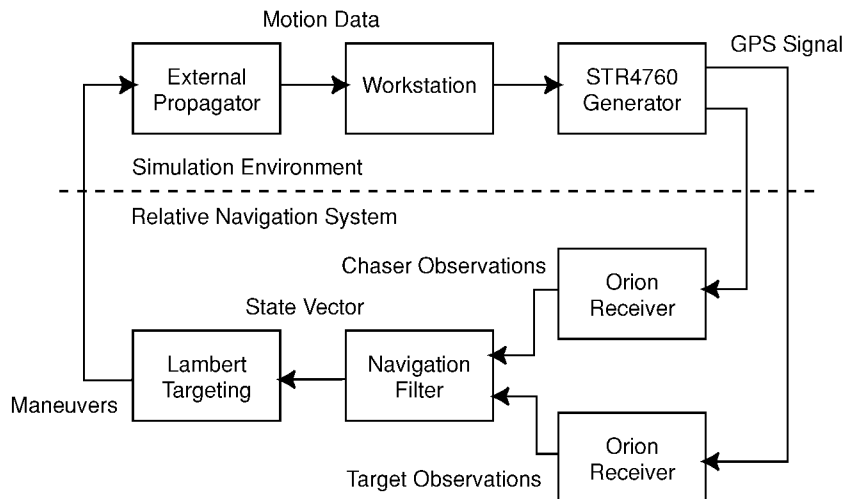 Motion Data
GPS Signal
External
Propagator
Workstation
STR4760
Generator
Simulation Environment
Relative Navigation System
Chaser Observations
Orion
Receiver
State Vector
Lambert
Targeting
Navigation
Filter
Maneuvers
Orion
Receiver
Target Observations